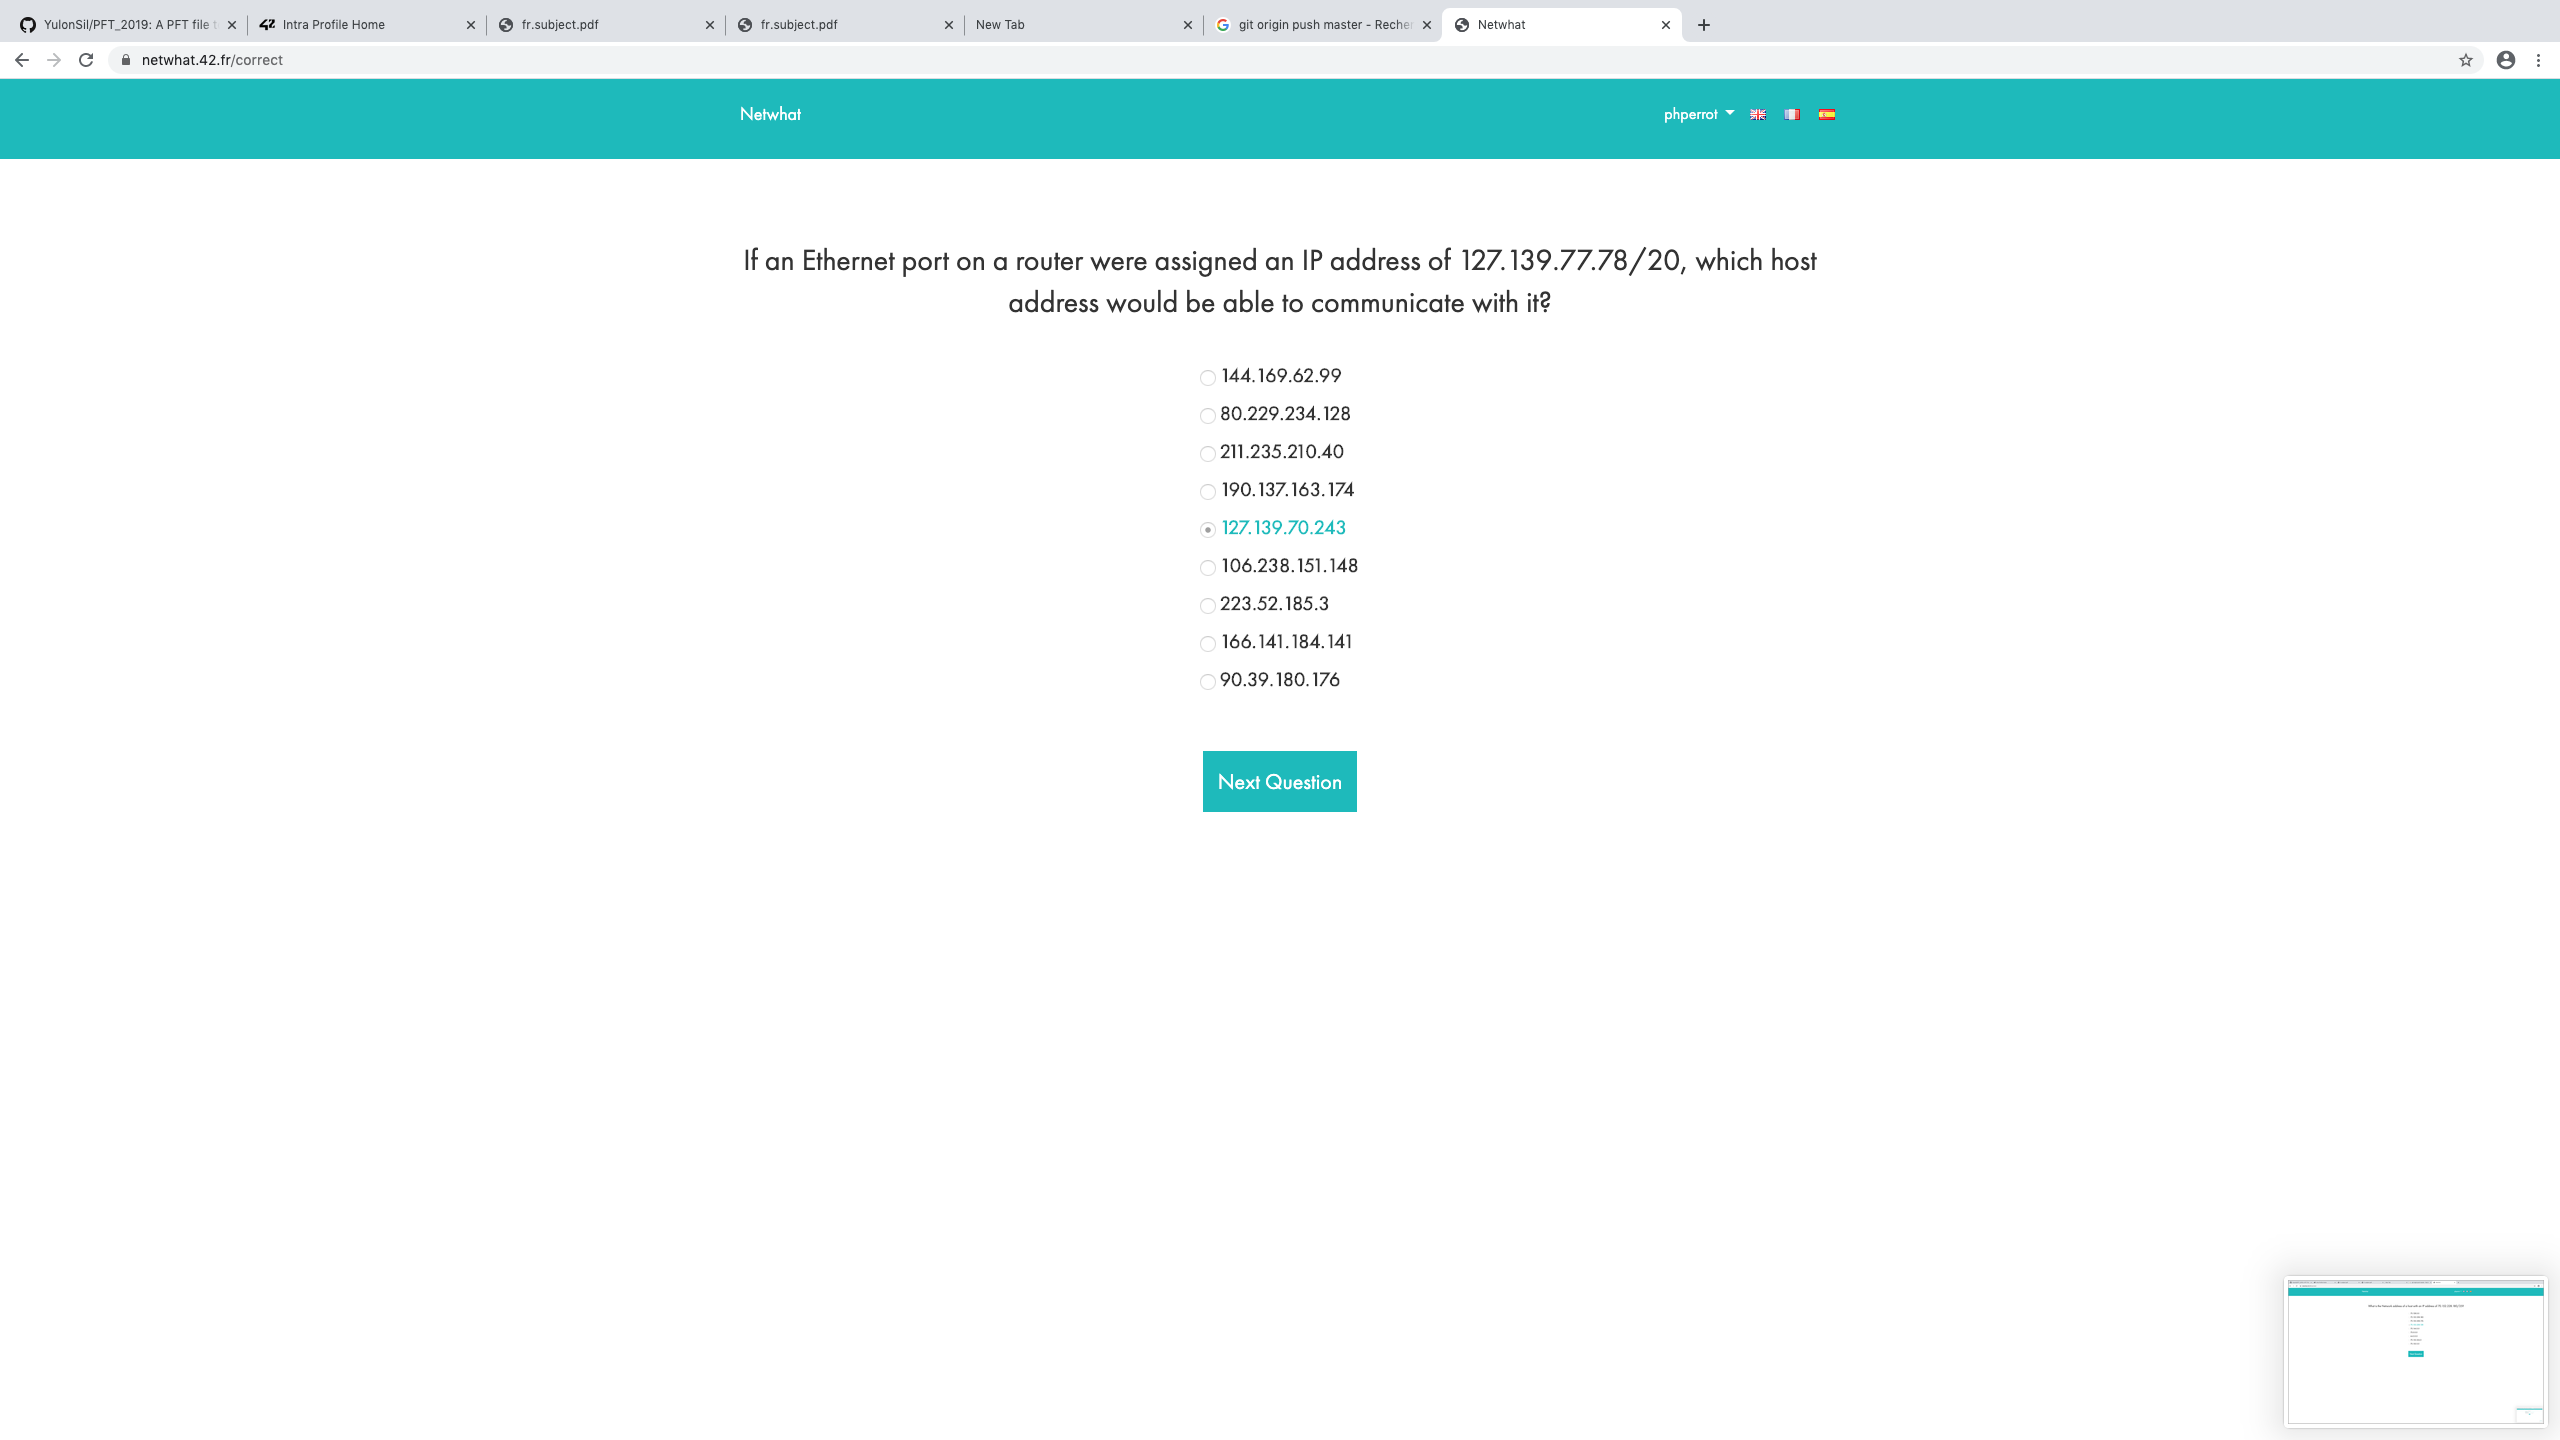 YulonSil/PFT_2019: A PFT file t
Intra Profile Home
fr.subject.pdf
fr.subject.pdf
New Tab
git origin push master - Recher
Netwhat
netwhat.42.fr/correct
Netwhat
phperrot
If an Ethernet port on a router were assigned an IP address of 127.139.77.78/20, which host
address would be able to communicate with it?
144.169.62.99
80.229.234.128
211.235.210.40
190.137.163.174
127.139.70.243
106.238.151.148
223.52.185.3
166.141.184.141
90.39.180.176
Next Question